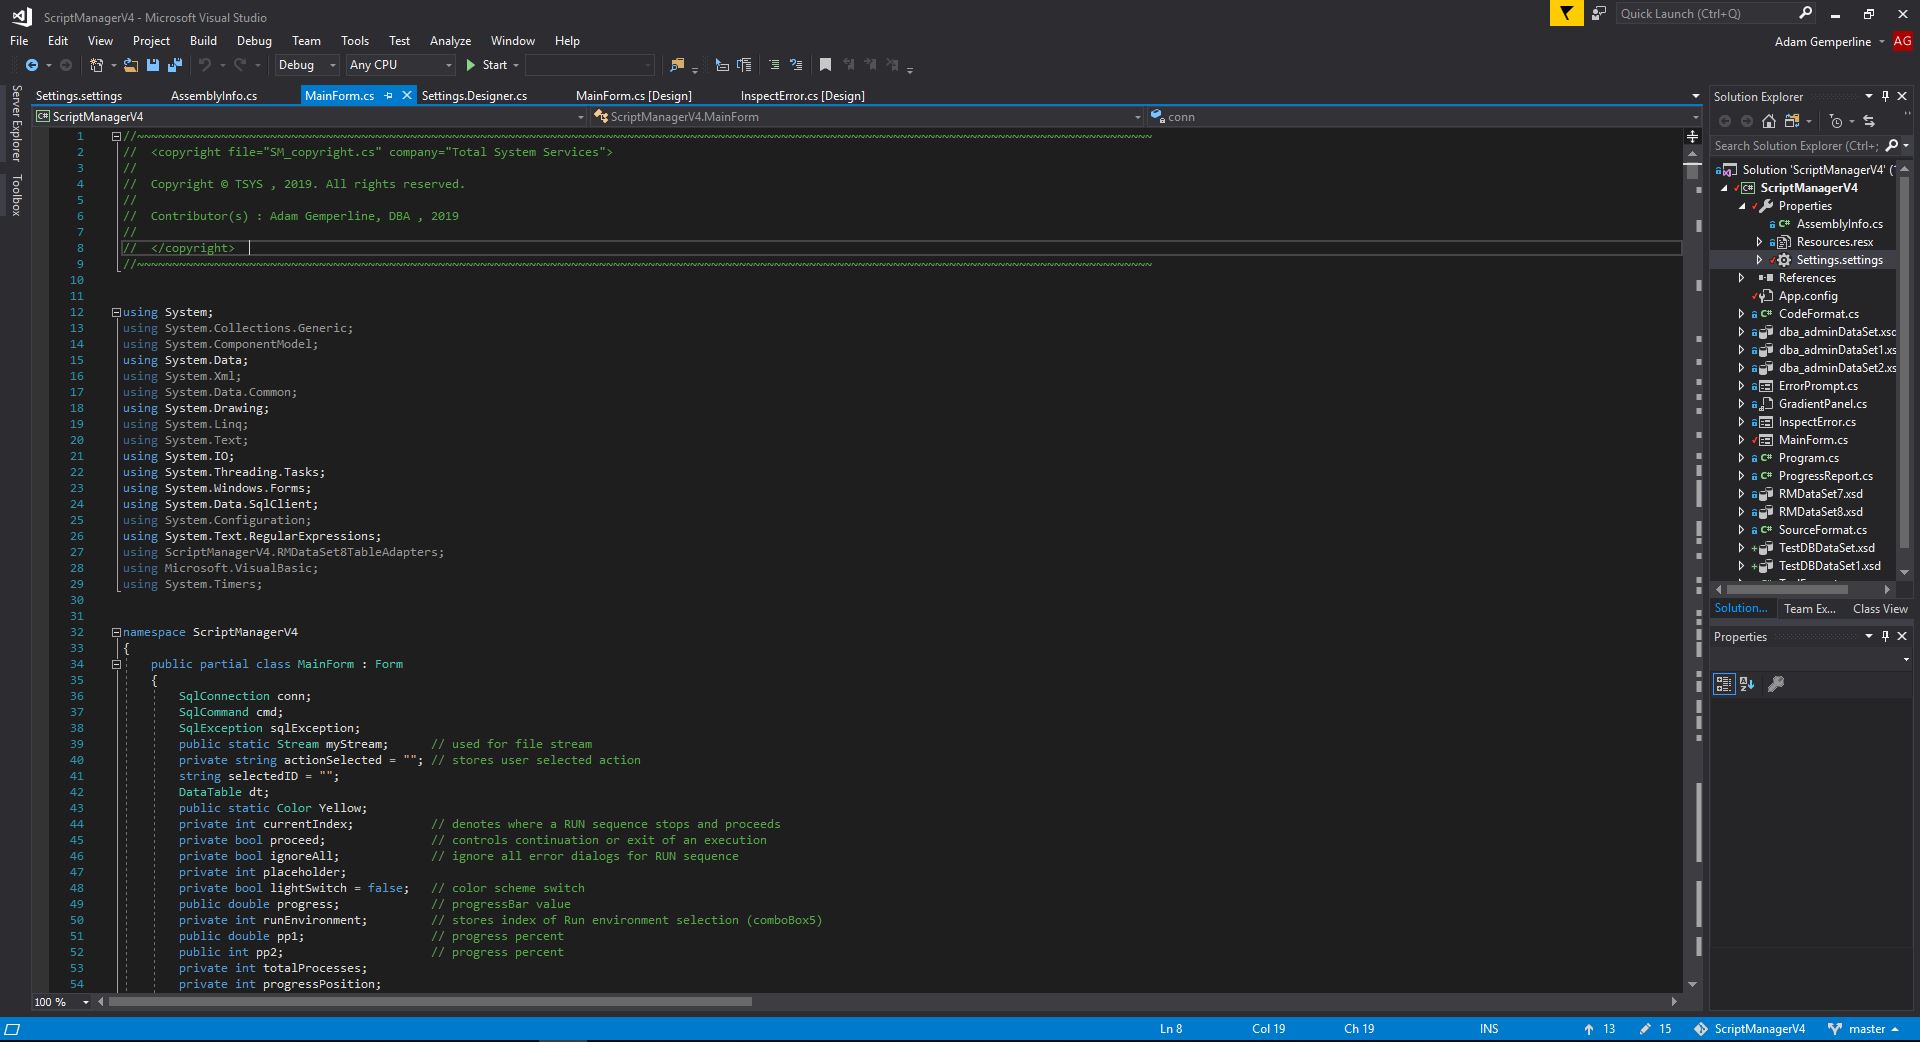 ScriptManagerV4 - Microsoft Visual Studio
Quick Launch (Ctrl+Q)
File Edit View Project Build Debug Team Tools Test Analyze Window Help
Adam Gemperline AG
Debug Any CPU Start
Server Explorer
Toolbox
Settings.settings AssemblyInfo.cs MainForm.cs Settings.Designer.cs MainForm.cs [Design] InspectError.cs [Design]
C# ScriptManagerV4 ScriptManagerV4.MainForm conn
1 //~~~~~~~~~~~~~~~~~~~~~~~~~~~~~~~~~~~~~~~~~~~~~~~~~~~~~~~~~~~~~~~~~~~~~~~~~~~~~~~~
2 // <copyright file="SM_copyright.cs" company="Total System Services">
3 //
4 // Copyright © TSYS , 2019. All rights reserved.
5 //
6 // Contributor(s) : Adam Gemperline, DBA , 2019
7 //
8 // </copyright>
9 //~~~~~~~~~~~~~~~~~~~~~~~~~~~~~~~~~~~~~~~~~~~~~~~~~~~~~~~~~~~~~~~~~~~~~~~~~~~~~~~~
10
11
12 using System;
13 using System.Collections.Generic;
14 using System.ComponentModel;
15 using System.Data;
16 using System.Xml;
17 using System.Data.Common;
18 using System.Drawing;
19 using System.Linq;
20 using System.Text;
21 using System.IO;
22 using System.Threading.Tasks;
23 using System.Windows.Forms;
24 using System.Data.SqlClient;
25 using System.Configuration;
26 using System.Text.RegularExpressions;
27 using ScriptManagerV4.RMDataSet8TableAdapters;
28 using Microsoft.VisualBasic;
29 using System.Timers;
30
31
32 namespace ScriptManagerV4
33 {
34 public partial class MainForm : Form
35 {
36 SqlConnection conn;
37 SqlCommand cmd;
38 SqlException sqlException;
39 public static Stream myStream; // used for file stream
40 private string actionSelected = ""; // stores user selected action
41 string selectedID = "";
42 DataTable dt;
43 public static Color Yellow;
44 private int currentIndex; // denotes where a RUN sequence stops and proceeds
45 private bool proceed; // controls continuation or exit of an execution
46 private bool ignoreAll; // ignore all error dialogs for RUN sequence
47 private int placeholder;
48 private bool lightSwitch = false; // color scheme switch
49 public double progress; // progressBar value
50 private int runEnvironment; // stores index of Run environment selection (comboBox5)
51 public double pp1; // progress percent
52 public int pp2; // progress percent
53 private int totalProcesses;
54 private int progressPosition;
100 %
Solution Explorer
Search Solution Explorer (Ctrl+;
Solution 'ScriptManagerV4' (
C# ScriptManagerV4
Properties
C# AssemblyInfo.cs
Resources.resx
Settings.settings
References
App.config
C# CodeFormat.cs
dba_adminDataSet.xsd
dba_adminDataSet1.xs
dba_adminDataSet2.xs
ErrorPrompt.cs
GradientPanel.cs
InspectError.cs
MainForm.cs
C# Program.cs
C# ProgressReport.cs
RMDataSet7.xsd
RMDataSet8.xsd
C# SourceFormat.cs
TestDBDataSet.xsd
TestDBDataSet1.xsd
Solution... Team Ex... Class View
Properties
Ln 8 Col 19 Ch 19 INS 13 15 ScriptManagerV4 master